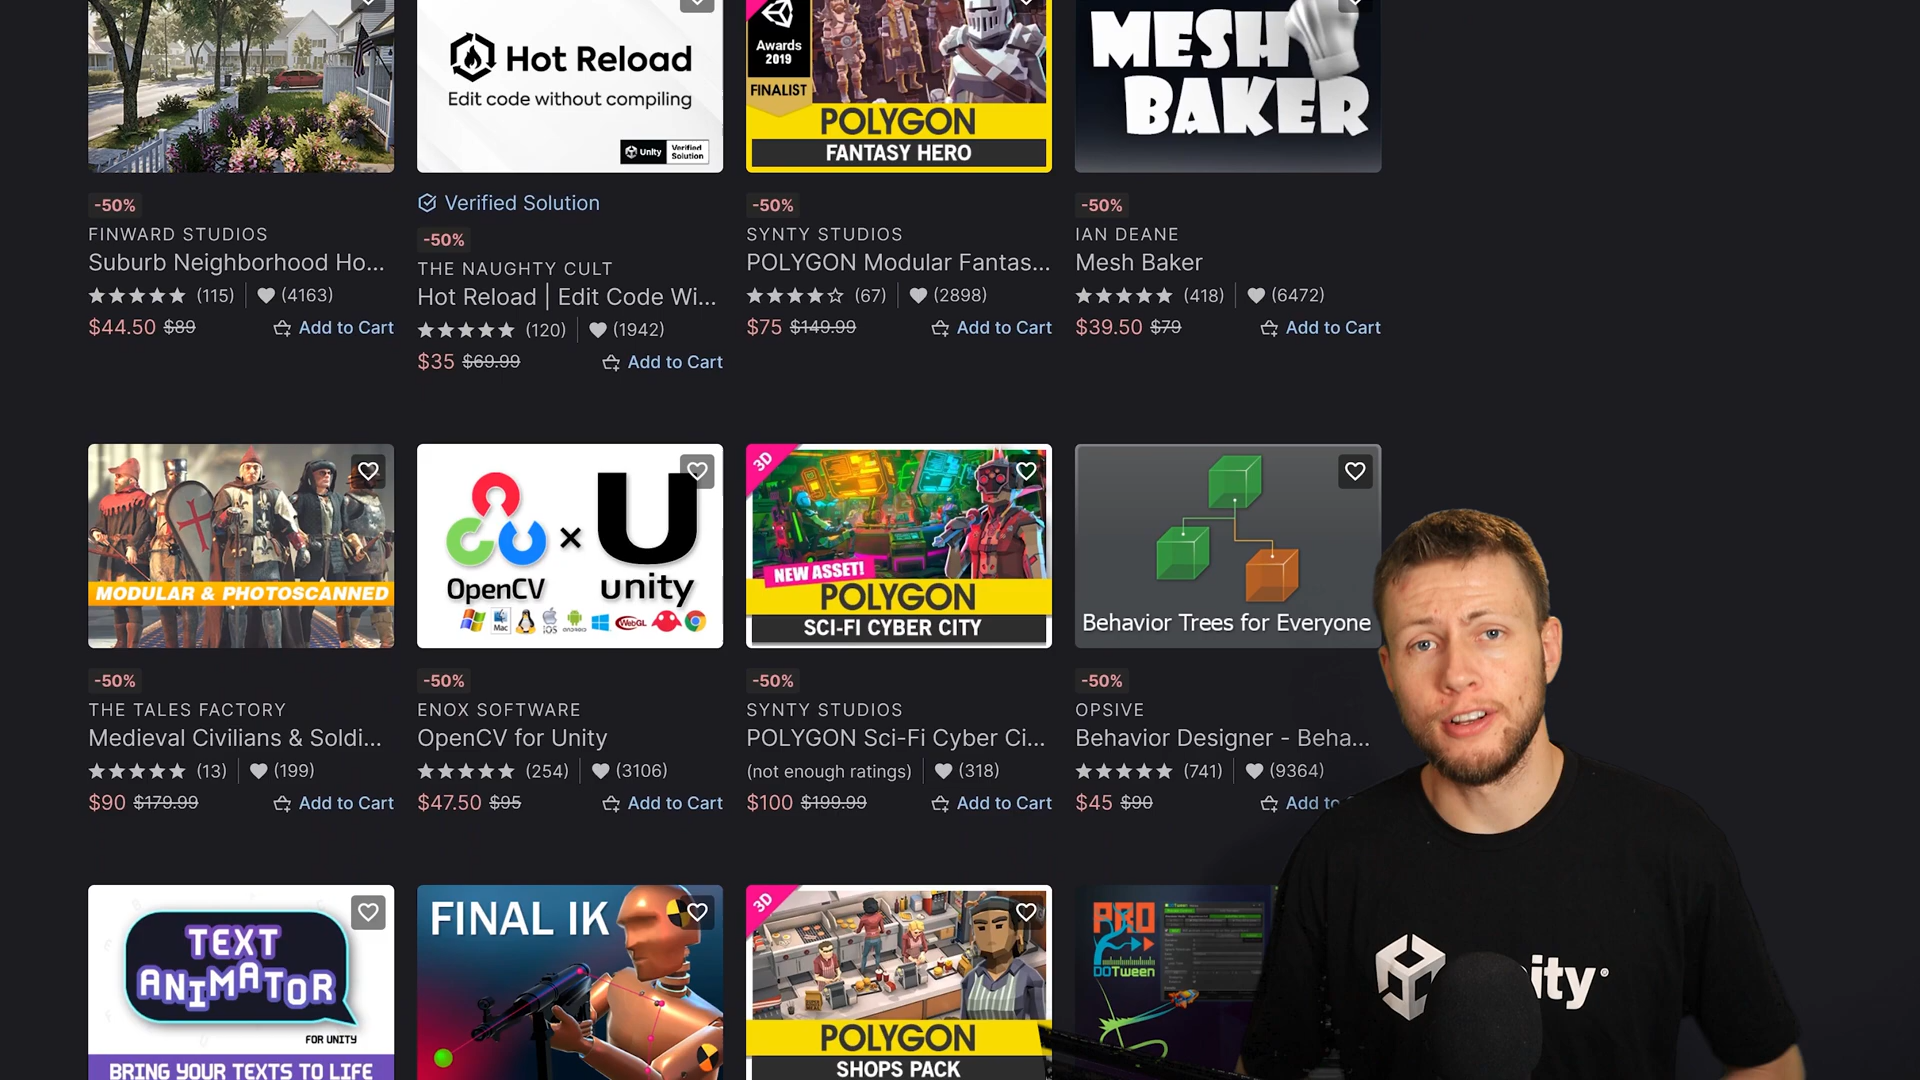 Hot Reload
Edit code without compiling
Unity
Verified
Solution
Awards
2019
FINALIST
POLYGON
FANTASY HERO
MESH
BAKER
-50%
FINWARD STUDIOS
Suburb Neighborhood Ho...
(115) (4163)
$44.50 $89 Add to Cart
Verified Solution
-50%
THE NAUGHTY CULT
Hot Reload | Edit Code Wi...
(120) (1942)
$35 $69.99 Add to Cart
-50%
SYNTY STUDIOS
POLYGON Modular Fantas...
(67) (2898)
$75 $149.99 Add to Cart
-50%
IAN DEANE
Mesh Baker
(418) (6472)
$39.50 $79 Add to Cart
MODULAR & PHOTOSCANNED
OpenCV
×
U
unity
Mac
iOS
ANDROID
WebGL
3D
NEW ASSET!
POLYGON
SCI-FI CYBER CITY
Behavior Trees for Everyone
-50%
THE TALES FACTORY
Medieval Civilians & Soldi...
(13) (199)
$90 $179.99 Add to Cart
-50%
ENOX SOFTWARE
OpenCV for Unity
(254) (3106)
$47.50 $95 Add to Cart
-50%
SYNTY STUDIOS
POLYGON Sci-Fi Cyber Ci...
(not enough ratings) (318)
$100 $199.99 Add to Cart
-50%
OPSIVE
Behavior Designer - Beha...
(741) (9364)
$45 $90 Add to
TEXT
ANIMATOR
FOR UNITY
BRING YOUR TEXTS TO LIFE
FINAL IK
3D
POLYGON
SHOPS PACK
PRO
DOTween
ity